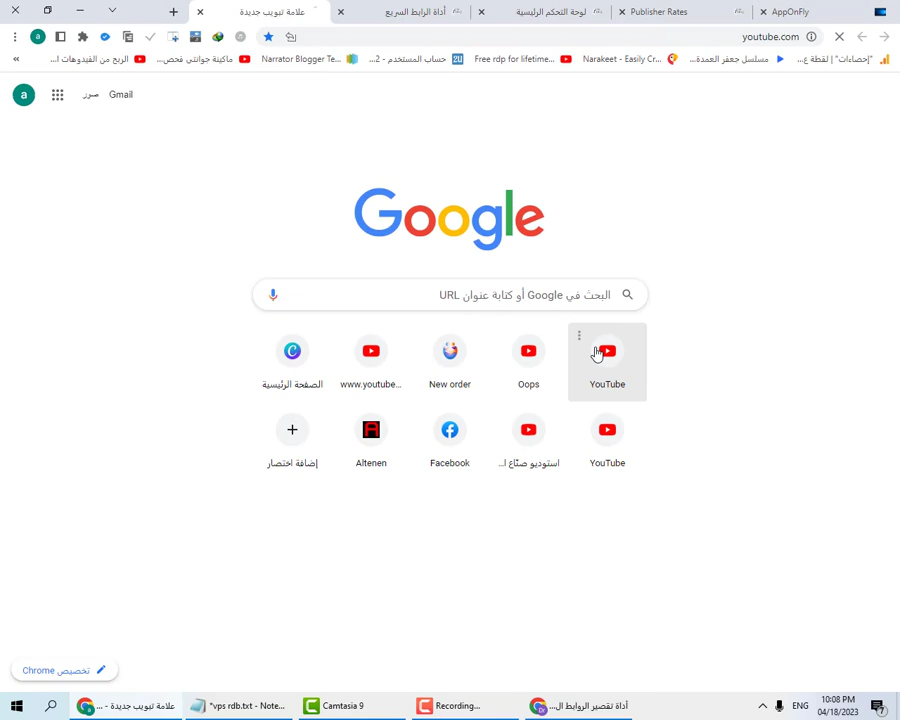 علامة تبويب جديدة
أداة الرابط السريع
لوحة التحكم الرئيسية
Publisher Rates
AppOnFly
youtube.com
"إحصاءات" | لقطة ع...
مسلسل جعفر العمدة...
Narakeet - Easily Cr...
Free rdp for lifetime...
حساب المستخدم - 2...
Narrator Blogger Te...
ماكينة جوانتي فحص...
الربح من الفيدوهات ا...
»
a
صور
Gmail
Google
البحث في Google أو كتابة عنوان URL
YouTube
Oops
New order
www.youtube...
الصفحة الرئيسية
YouTube
استوديو صنّاع ا...
Facebook
Altenen
إضافة اختصار
تخصيص Chrome
علامة تبويب جديدة - ...
*vps rdb.txt - Note...
Camtasia 9
Recording...
أداة تقصير الروابط ال...
ENG
10:08 PM
04/18/2023
7